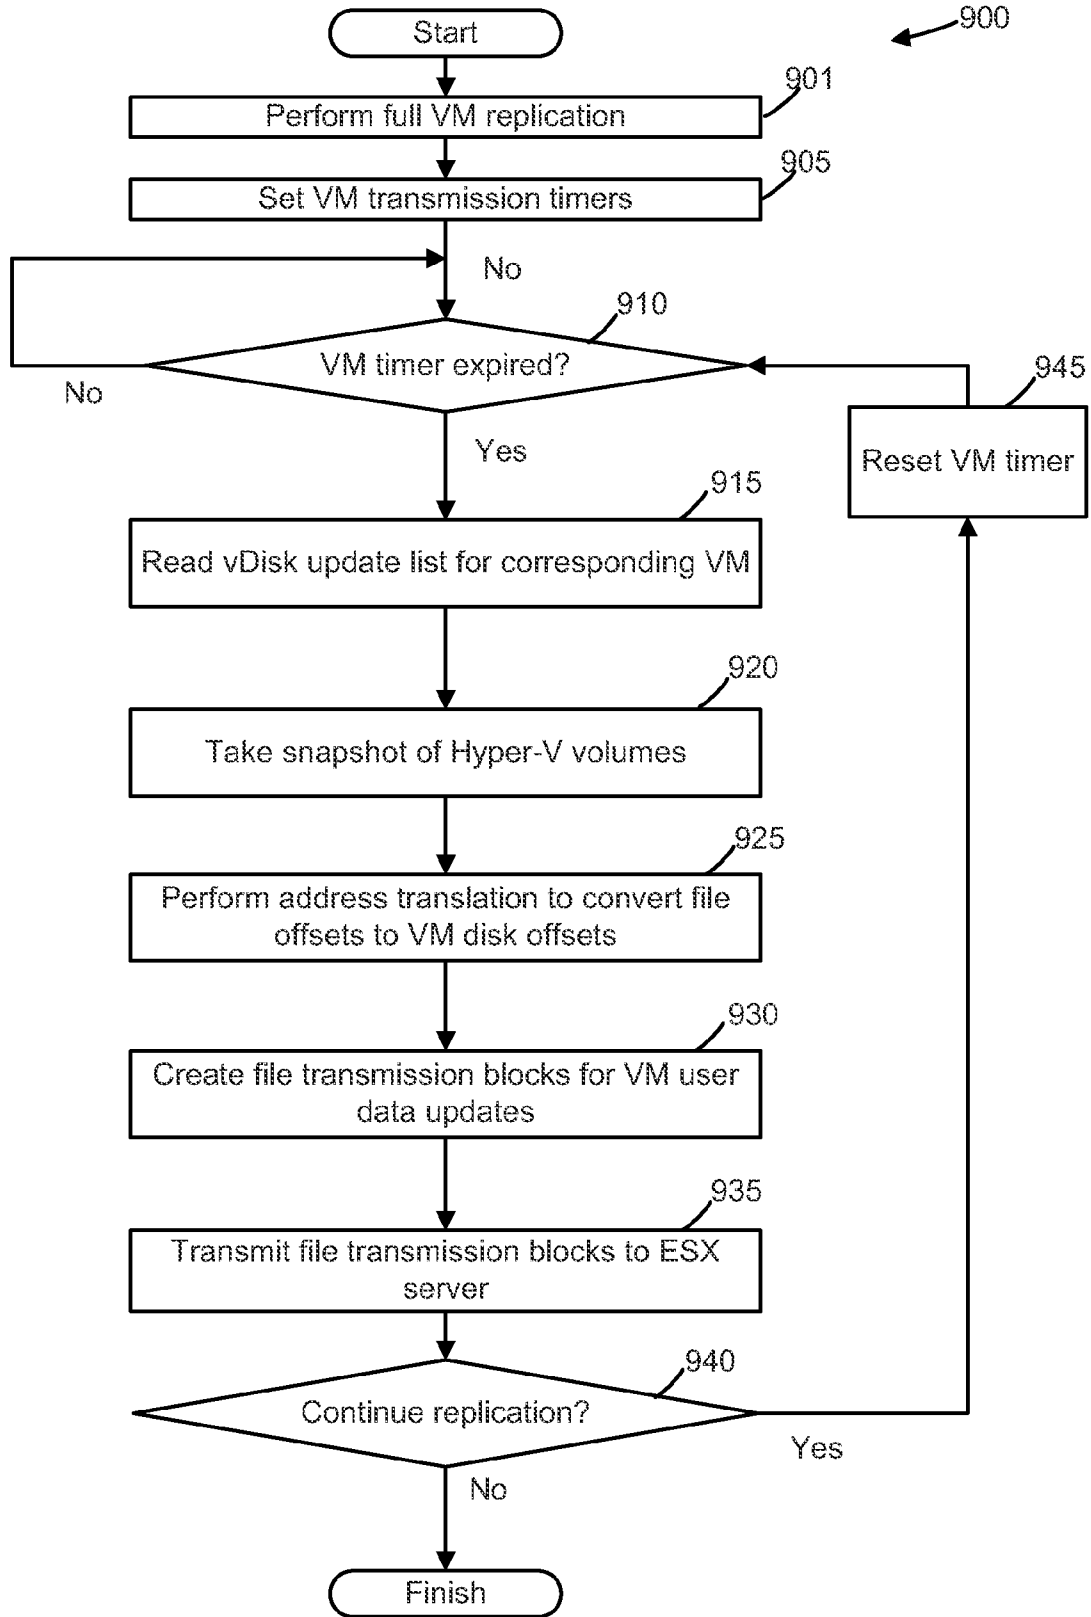 Start
900
901
Perform full VM replication
905
Set VM transmission timers
No
910
VM timer expired?
No
945
Reset VM timer
Yes
915
Read vDisk update list for corresponding VM
920
Take snapshot of Hyper-V volumes
925
Perform address translation to convert file
offsets to VM disk offsets
930
Create file transmission blocks for VM user
data updates
935
Transmit file transmission blocks to ESX
server
940
Continue replication?
Yes
No
Finish